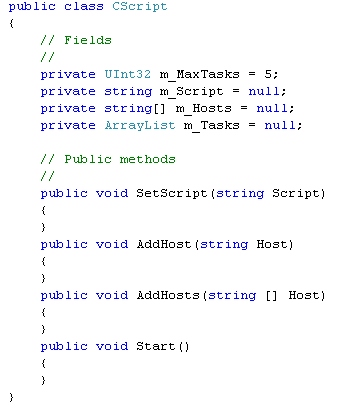 public class CScript
{
    // Fields
    //
    private UInt32 m_MaxTasks = 5;
    private string m_Script = null;
    private string[] m_Hosts = null;
    private ArrayList m_Tasks = null;

    // Public methods
    //
    public void SetScript(string Script)
    {
    }
    public void AddHost(string Host)
    {
    }
    public void AddHosts(string [] Host)
    {
    }
    public void Start()
    {
    }
}